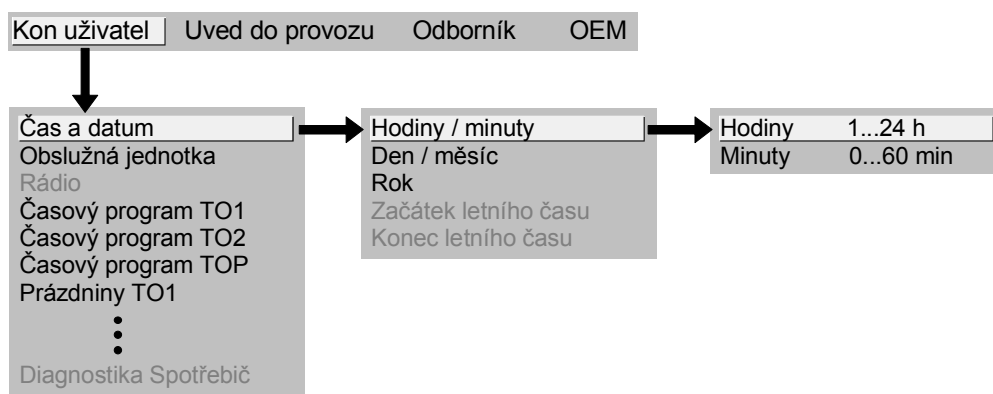 Kon uživatel Uved do provozu Odborník OEM
Čas a datum
Obslužná jednotka
Rádio
Časový program TO1
Časový program TO2
Časový program TOP
Prázdniny TO1
Diagnostika Spotřebič
Hodiny / minuty
Den / měsíc
Rok
Začátek letního času
Konec letního času
Hodiny 1...24 h
Minuty 0...60 min